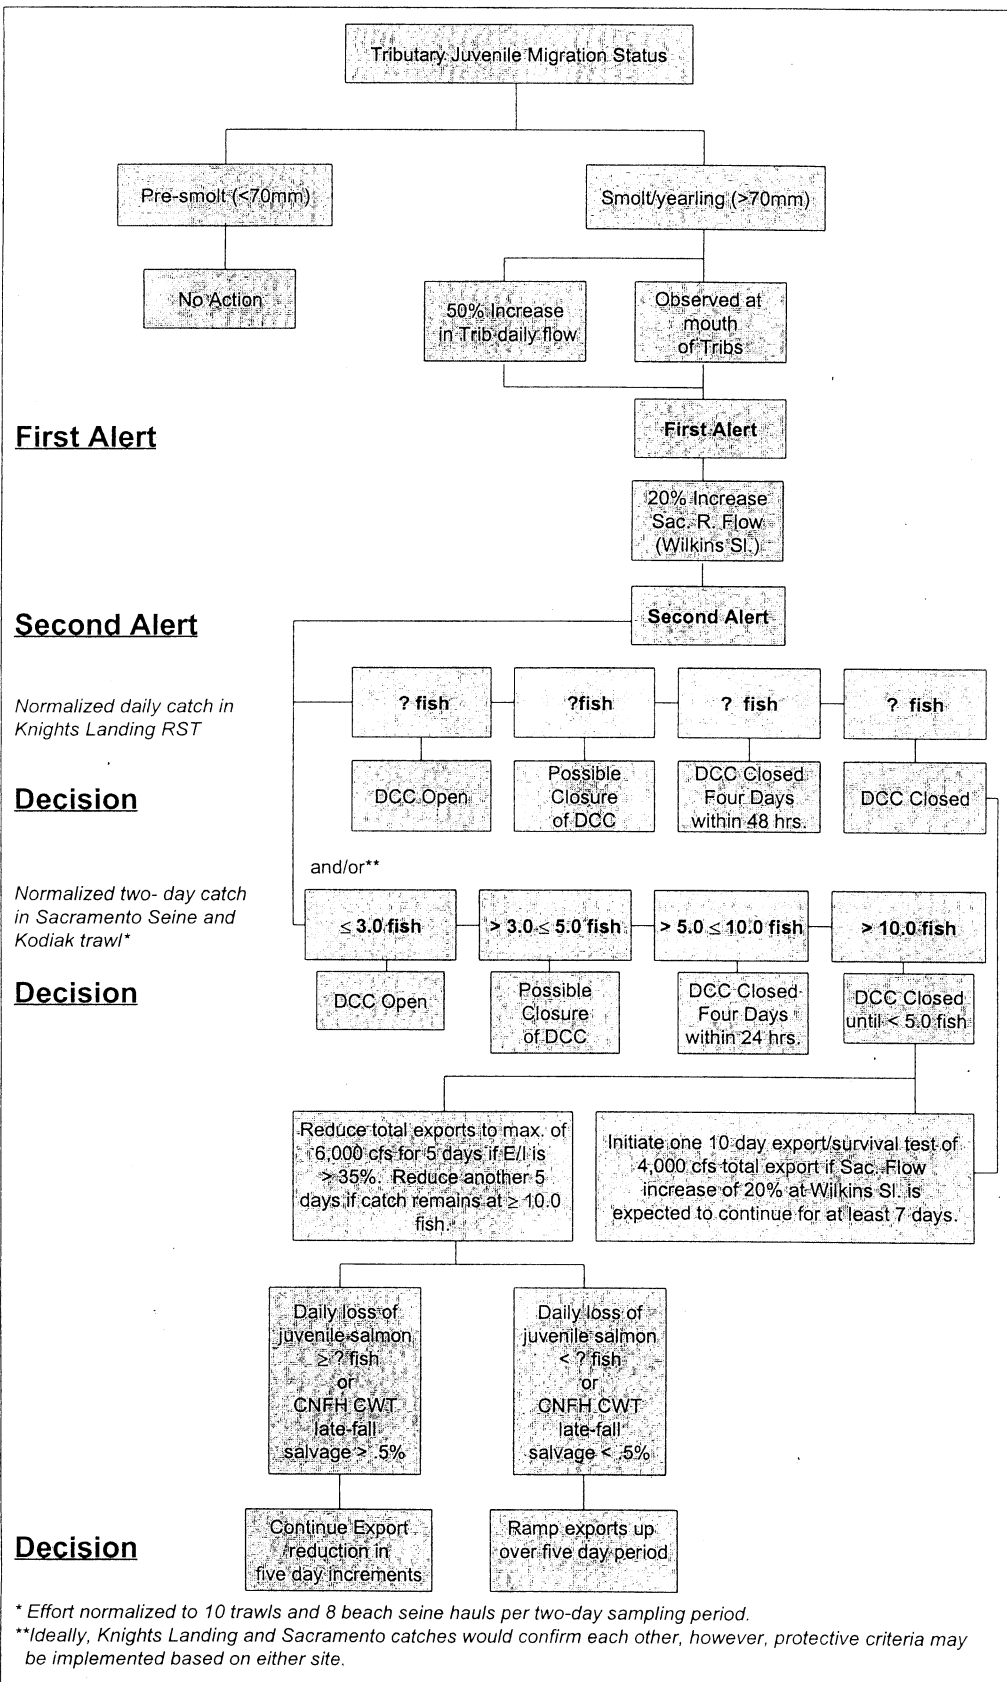 Tributary Juvenile Migration Status
Pre-smolt (<70mm)
Smolt/yearling (>70mm)
No Action
50% Increase
in Trib daily flow
Observed at
mouth
of Tribs
First Alert
First Alert
20% Increase
Sac. R. Flow
(Wilkins Sl.)
Second Alert
Second Alert
Normalized daily catch in
Knights Landing RST
? fish
?fish
? fish
? fish
Decision
DCC Open
Possible
Closure
of DCC
DCC Closed
Four Days
within 48 hrs.
DCC Closed
and/or**
Normalized two- day catch
in Sacramento Seine and
Kodiak trawl*
≤ 3.0 fish
> 3.0 ≤ 5.0 fish
> 5.0 ≤ 10.0 fish
> 10.0 fish
Decision
DCC Open
Possible
Closure
of DCC
DCC Closed
Four Days
within 24 hrs.
DCC Closed
until < 5.0 fish
Reduce total exports to max. of
6,000 cfs for 5 days if E/I is
> 35%. Reduce another 5
days if catch remains at ≥ 10.0
fish.
Initiate one 10 day export/survival test of
4,000 cfs total export if Sac. Flow
increase of 20% at Wilkins Sl. is
expected to continue for at least 7 days.
Daily loss of
juvenile salmon
≥ ? fish
or
CNFH CWT
late-fall
salvage > .5%
Daily loss of
juvenile salmon
< ? fish
or
CNFH CWT
late-fall
salvage < .5%
Decision
Continue Export
reduction in
five day increments
Ramp exports up
over five day period
* Effort normalized to 10 trawls and 8 beach seine hauls per two-day sampling period.
**Ideally, Knights Landing and Sacramento catches would confirm each other, however, protective criteria may
be implemented based on either site.